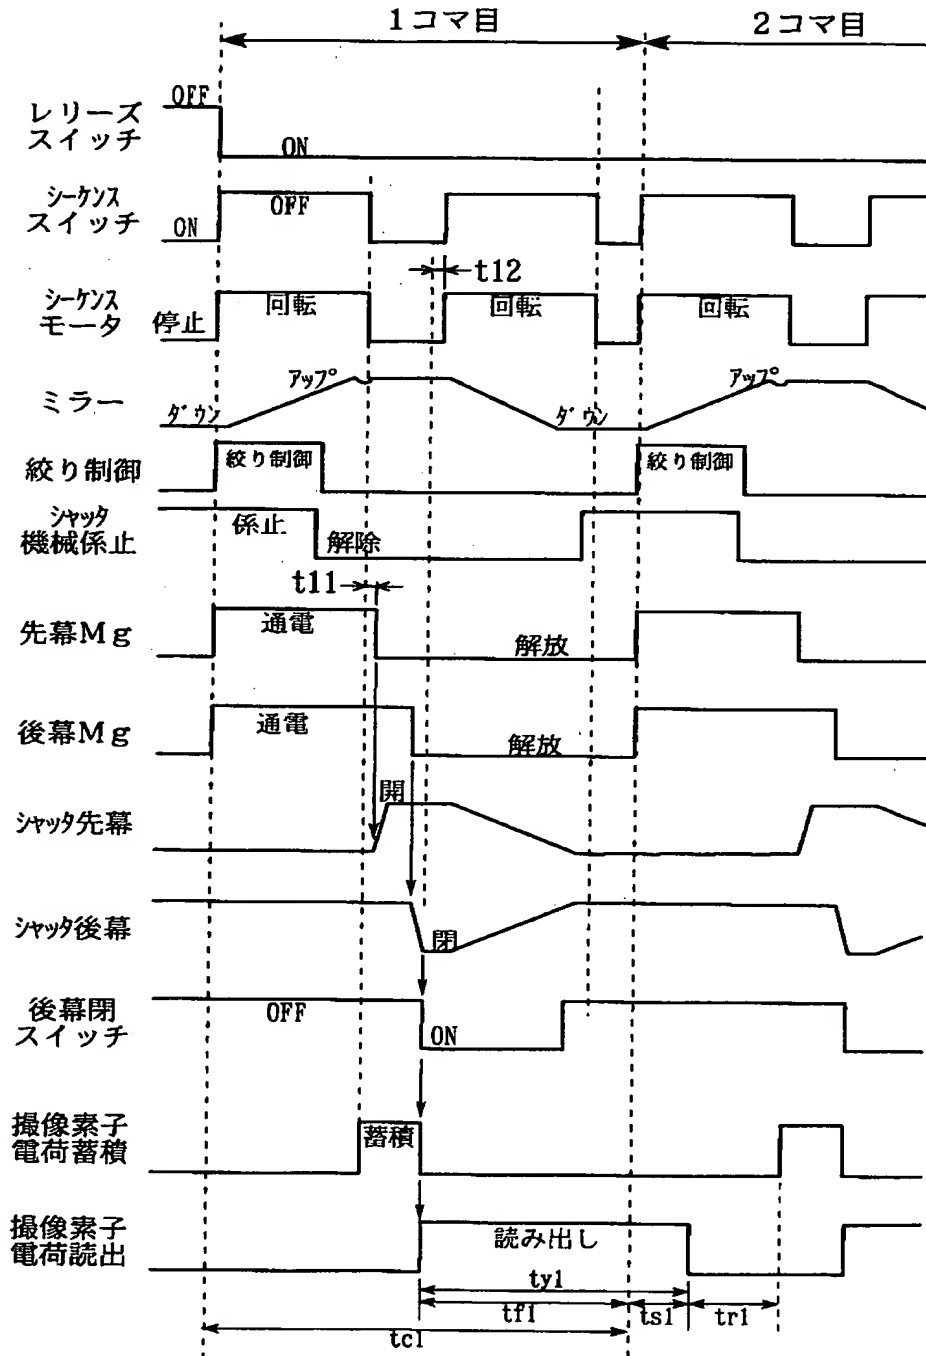 1コマ目
2コマ目
レリーズ
スイッチ
OFF
ON
シーケンス
スイッチ
ON
OFF
t12
シーケンス
モータ
停止
回転
回転
回転
ミラー
ダウン
アップ
ダウン
アップ
絞り制御
絞り制御
絞り制御
シャッタ
機械係止
係止
解除
t11
先幕Mg
通電
解放
後幕Mg
通電
解放
シャッタ先幕
開
シャッタ後幕
閉
後幕閉
スイッチ
OFF
ON
撮像素子
電荷蓄積
蓄積
撮像素子
電荷読出
読み出し
ty1
tf1
ts1
tr1
tc1